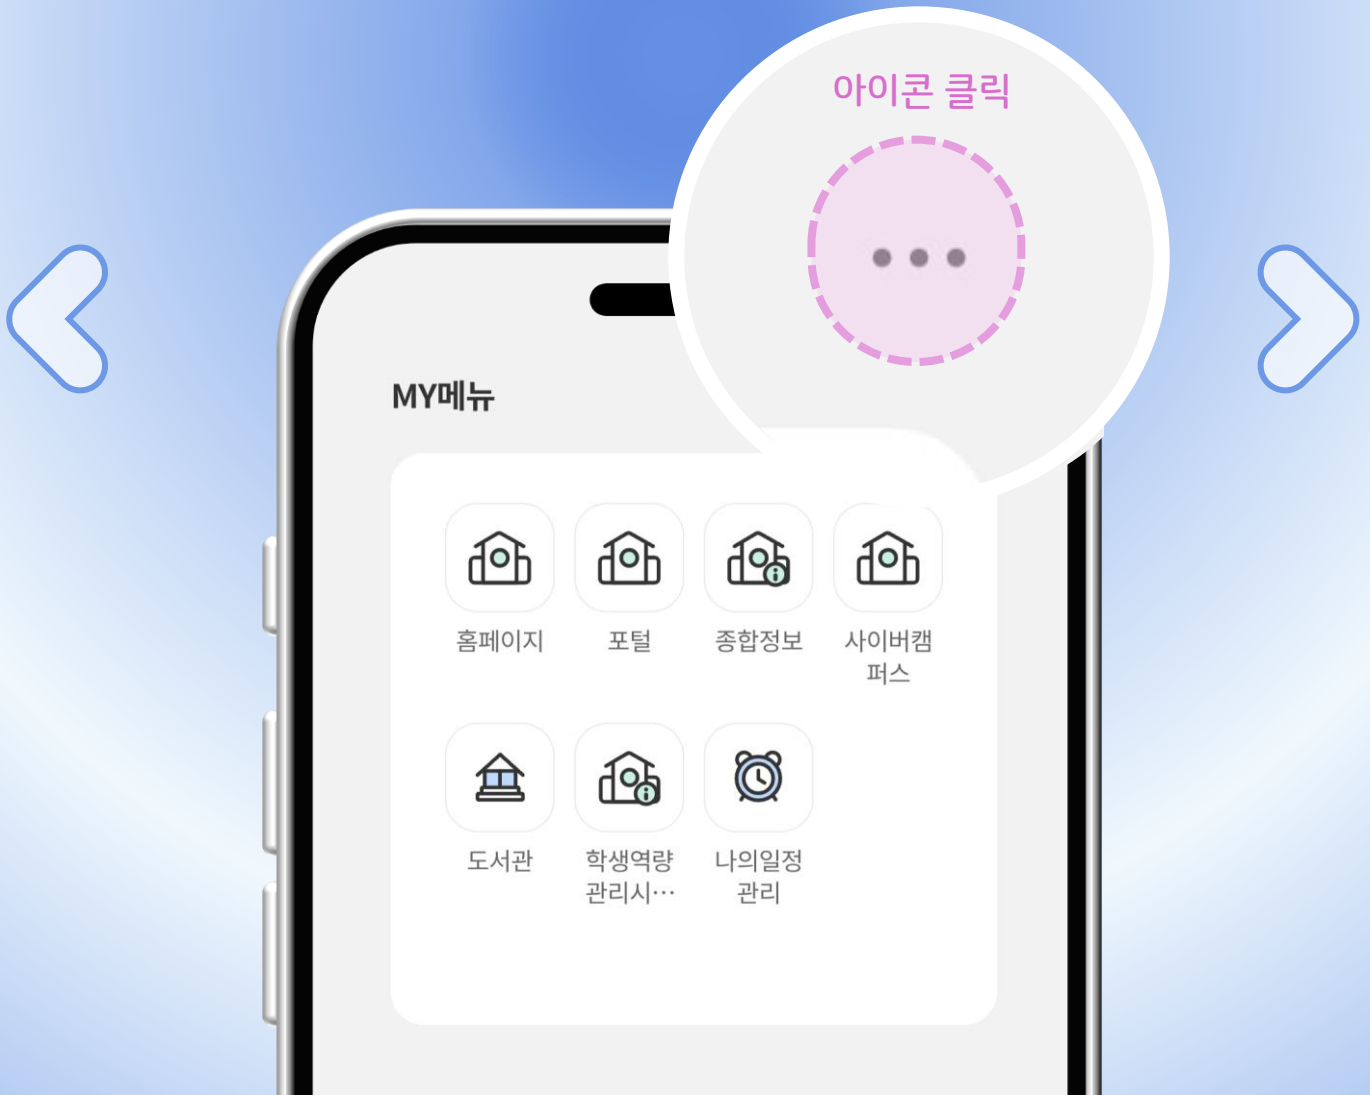 아이콘 클릭
MY메뉴
홈페이지
포털
종합정보
사이버캠
퍼스
도서관
학생역량
관리시···
나의일정
관리